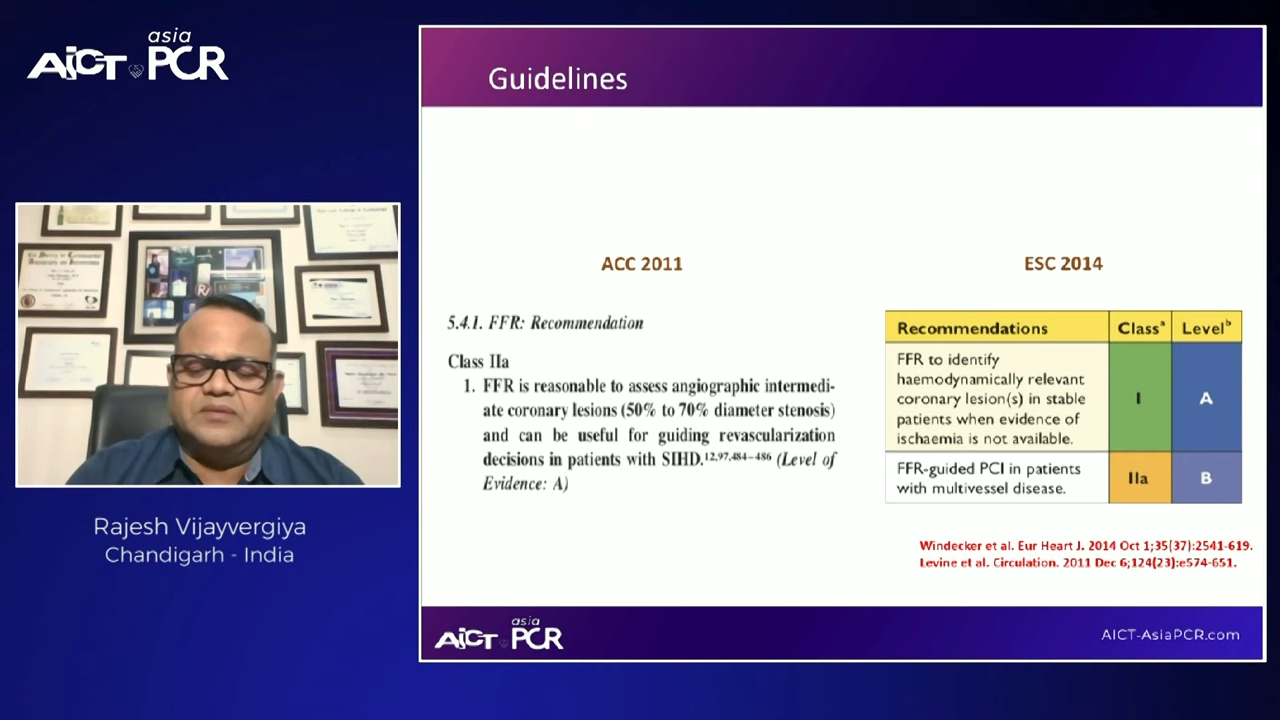 asia
AICT PCR
Guidelines
ACC 2011
5.4.1. FFR: Recommendation
Class IIa
1. FFR is reasonable to assess angiographic intermedi-
ate coronary lesions (50% to 70% diameter stenosis)
and can be useful for guiding revascularization
decisions in patients with SIHD.12,97,484–486 (Level of
Evidence: A)
ESC 2014
Recommendations Classa Levelb
FFR to identify
haemodynamically relevant
coronary lesion(s) in stable
patients when evidence of
ischaemia is not available.
I A
FFR-guided PCI in patients
with multivessel disease.
IIa B
Windecker et al. Eur Heart J. 2014 Oct 1;35(37):2541-619.
Levine et al. Circulation. 2011 Dec 6;124(23):e574-651.
Rajesh Vijayvergiya
Chandigarh - India
asia
AICT PCR
AICT-AsiaPCR.com